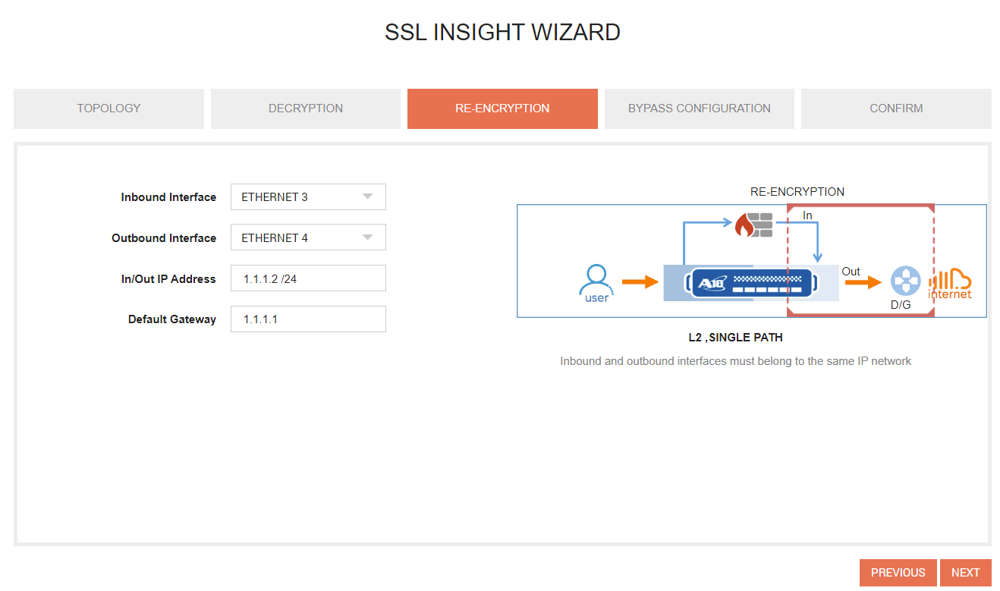 SSL INSIGHT WIZARD
TOPOLOGY
DECRYPTION
RE-ENCRYPTION
BYPASS CONFIGURATION
CONFIRM
Inbound Interface
ETHERNET 3
Outbound Interface
ETHERNET 4
In/Out IP Address
1.1.1.2 /24
Default Gateway
1.1.1.1
RE-ENCRYPTION
In
user
A10
Out
D/G
internet
L2 ,SINGLE PATH
Inbound and outbound interfaces must belong to the same IP network
PREVIOUS
NEXT